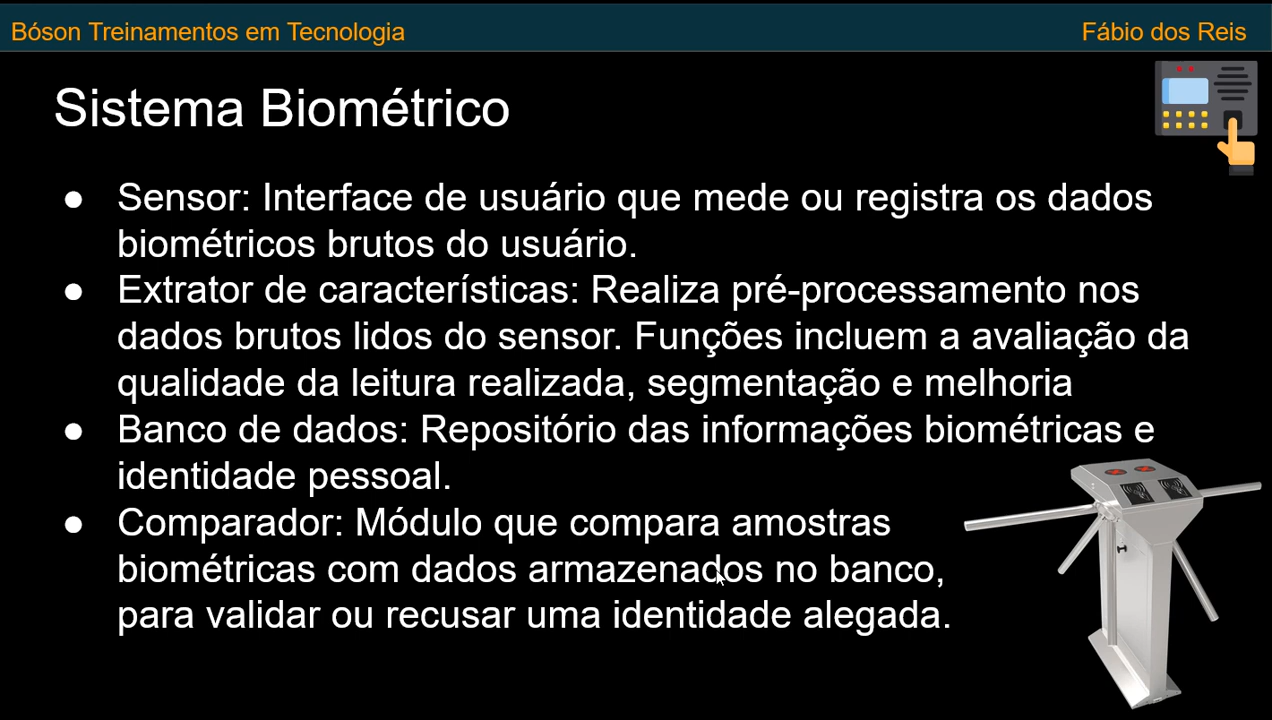 Bóson Treinamentos em Tecnologia
Fábio dos Reis
Sistema Biométrico
● Sensor: Interface de usuário que mede ou registra os dados
biométricos brutos do usuário.
● Extrator de características: Realiza pré-processamento nos
dados brutos lidos do sensor. Funções incluem a avaliação da
qualidade da leitura realizada, segmentação e melhoria
● Banco de dados: Repositório das informações biométricas e
identidade pessoal.
● Comparador: Módulo que compara amostras
biométricas com dados armazenados no banco,
para validar ou recusar uma identidade alegada.